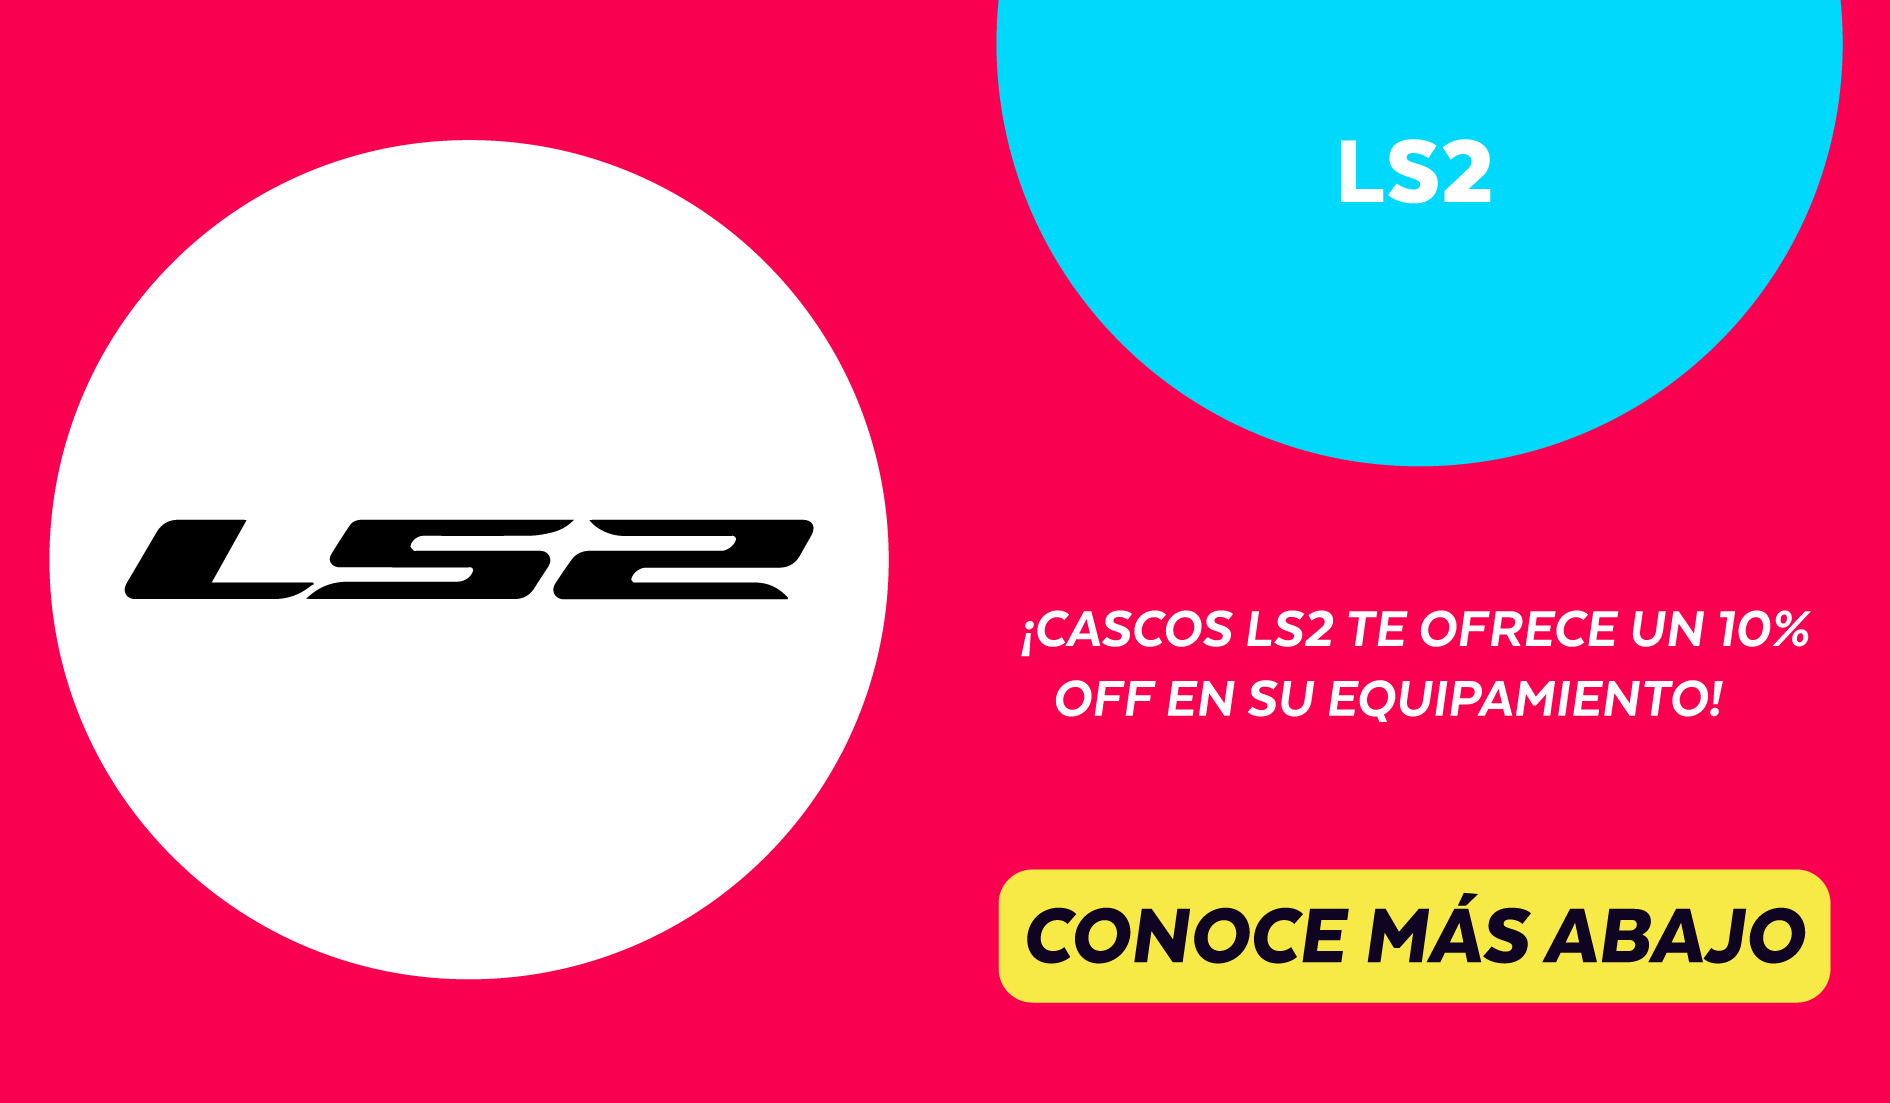 LS2
LS2
¡CASCOS LS2 TE OFRECE UN 10%
OFF EN SU EQUIPAMIENTO!
CONOCE MÁS ABAJO